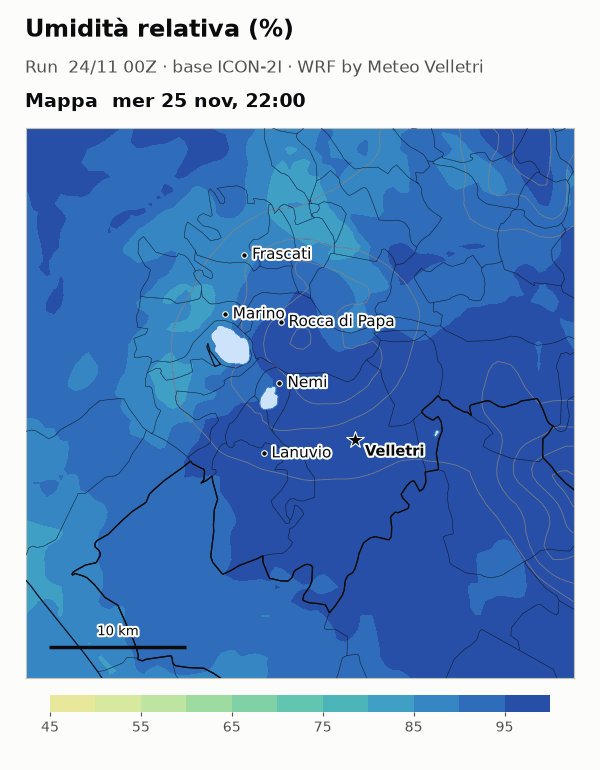 Umidità relativa (%)
Run  24/11 00Z · base ICON-2I · WRF by Meteo Velletri
Mappa  mer 25 nov, 22:00
Frascati
Marino
Rocca di Papa
Nemi
Velletri
Lanuvio
10 km
45 55 65 75 85 95